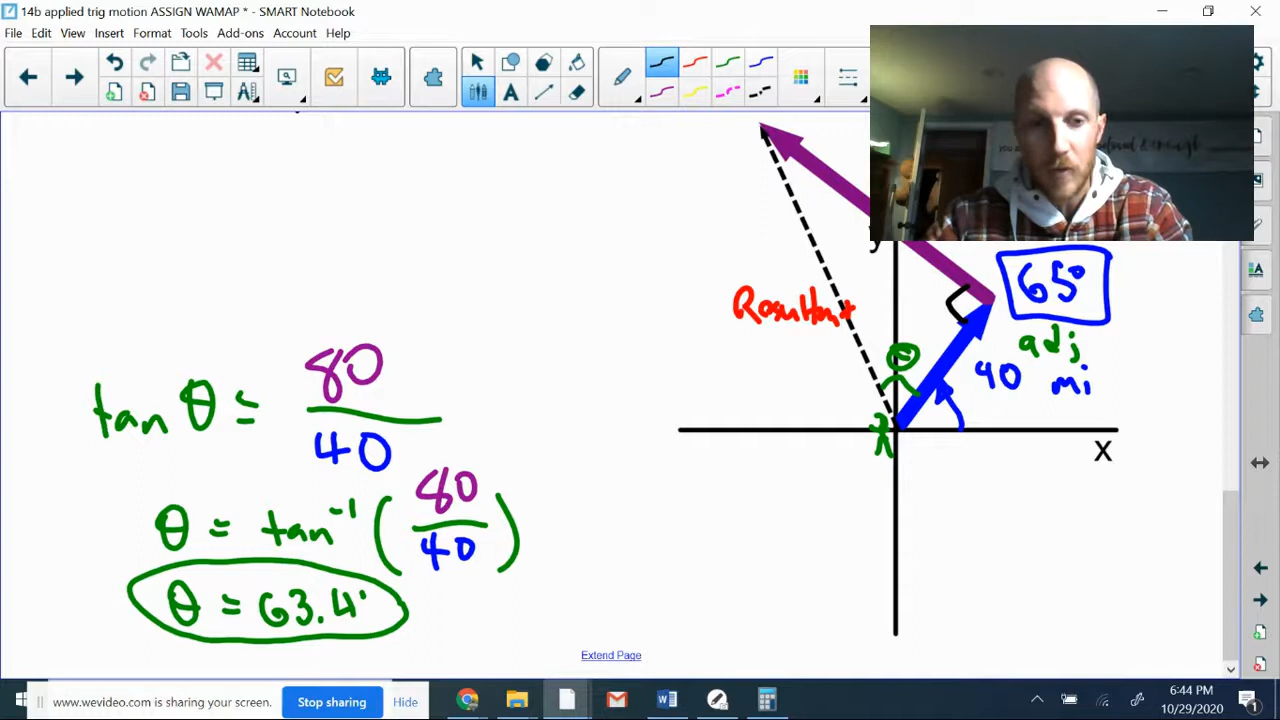 14b applied trig motion ASSIGN WAMAP * - SMART Notebook
File Edit View Insert Format Tools Add-ons Account Help
y
65°
Resultant
adj
40 mi
x
tan θ = 80/40
θ = tan⁻¹ (80/40)
θ = 63.4°
Extend Page
www.wevideo.com is sharing your screen.
Stop sharing
Hide
6:44 PM
10/29/2020
1